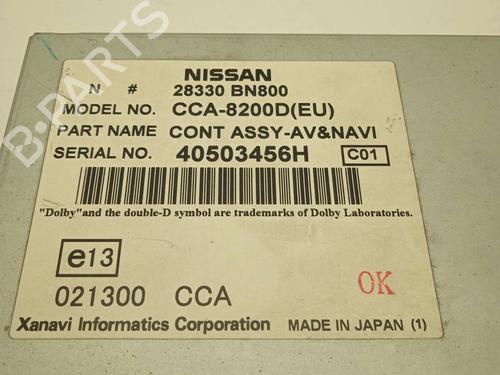 NISSAN
N # 28330 BN800
MODEL NO. CCA-8200D(EU)
PART NAME CONT ASSY-AV&NAVI
SERIAL NO. 40503456H C01
"Dolby"and the double-D symbol are trademarks of Dolby Laboratories.
e13
021300 CCA
OK
Xanavi Informatics Corporation MADE IN JAPAN (1)
B-PARTS